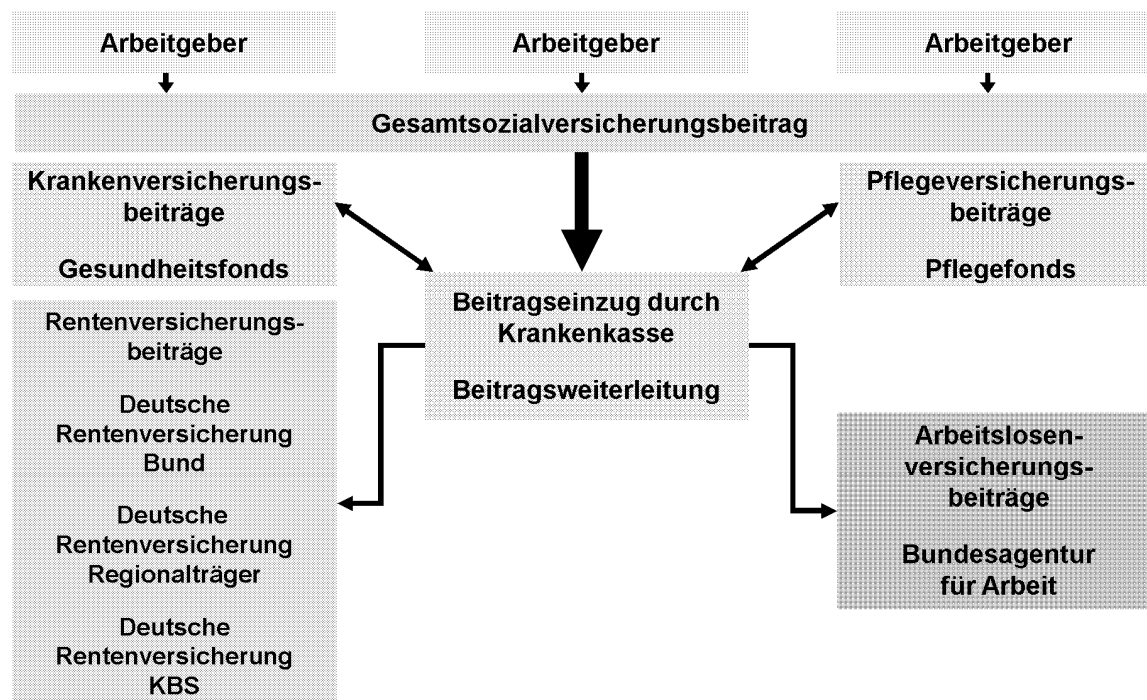 Arbeitgeber
Arbeitgeber
Arbeitgeber
Gesamtsozialversicherungsbeitrag
Krankenversicherungs-
beiträge
Gesundheitsfonds
Pflegeversicherungs-
beiträge
Pflegefonds
Beitragseinzug durch
Krankenkasse
Beitragsweiterleitung
Rentenversicherungs-
beiträge
Deutsche
Rentenversicherung
Bund
Deutsche
Rentenversicherung
Regionalträger
Deutsche
Rentenversicherung
KBS
Arbeitslosen-
versicherungs-
beiträge
Bundesagentur
für Arbeit